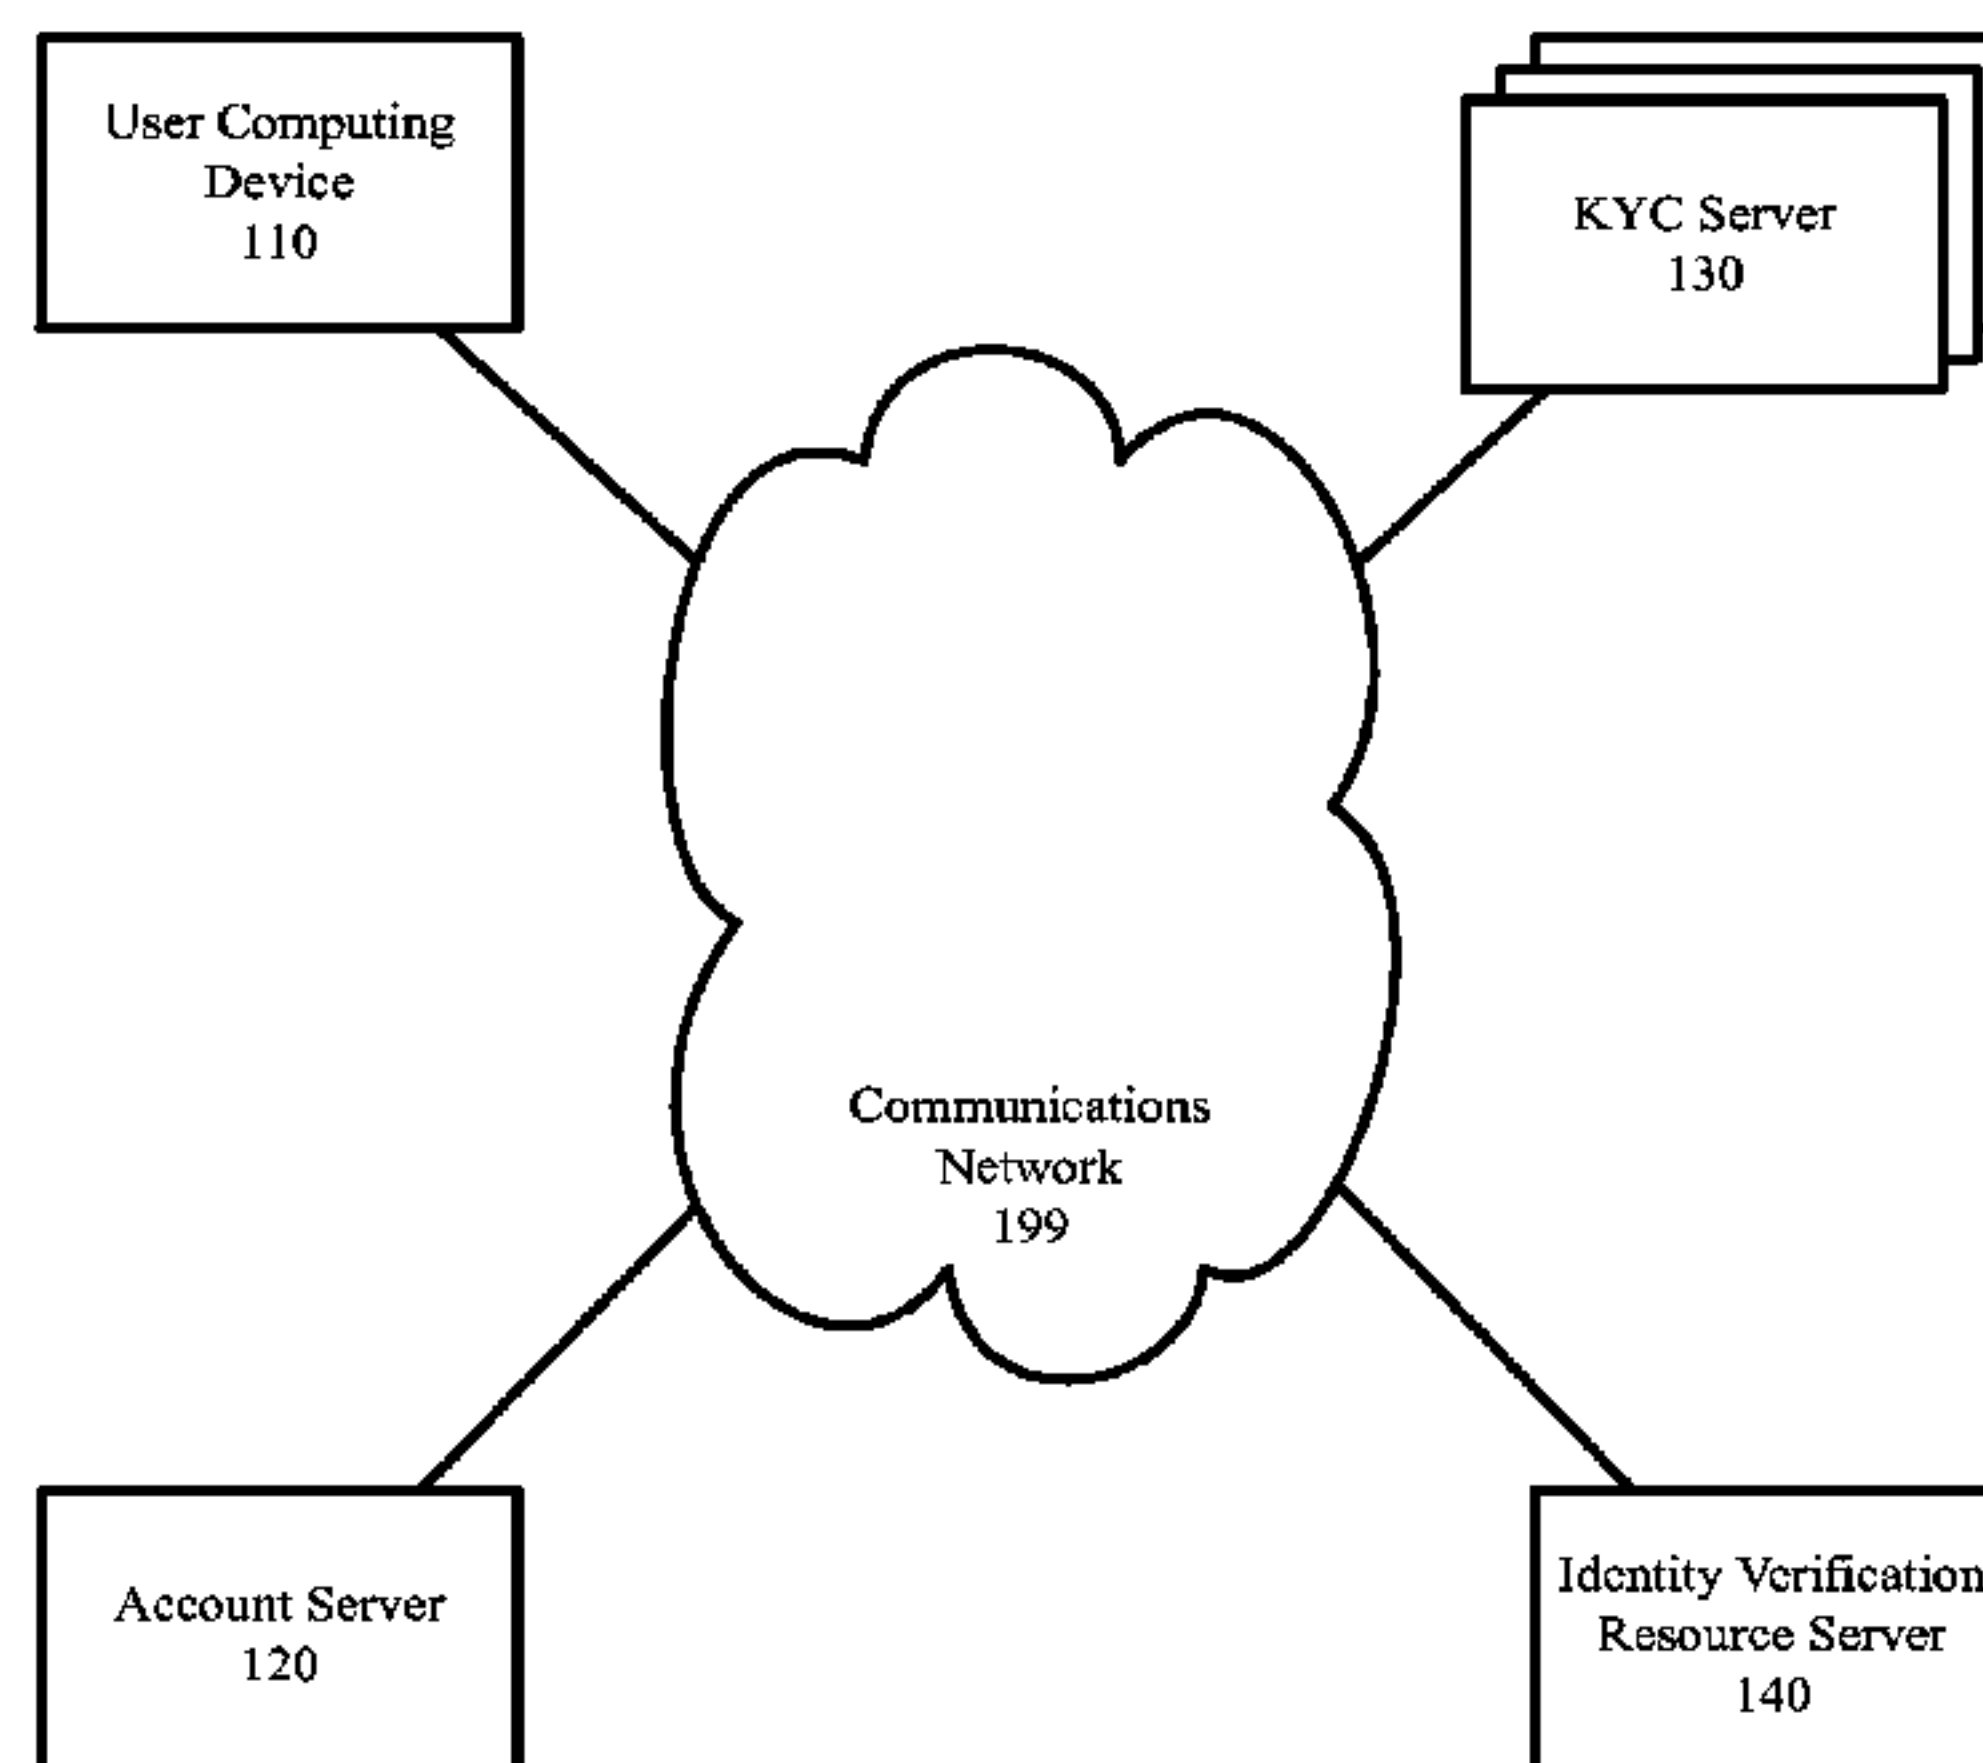 User Computing
Device
110
KYC Server
130
Communications
Network
199
Account Server
120
Identity Verification
Resource Server
140